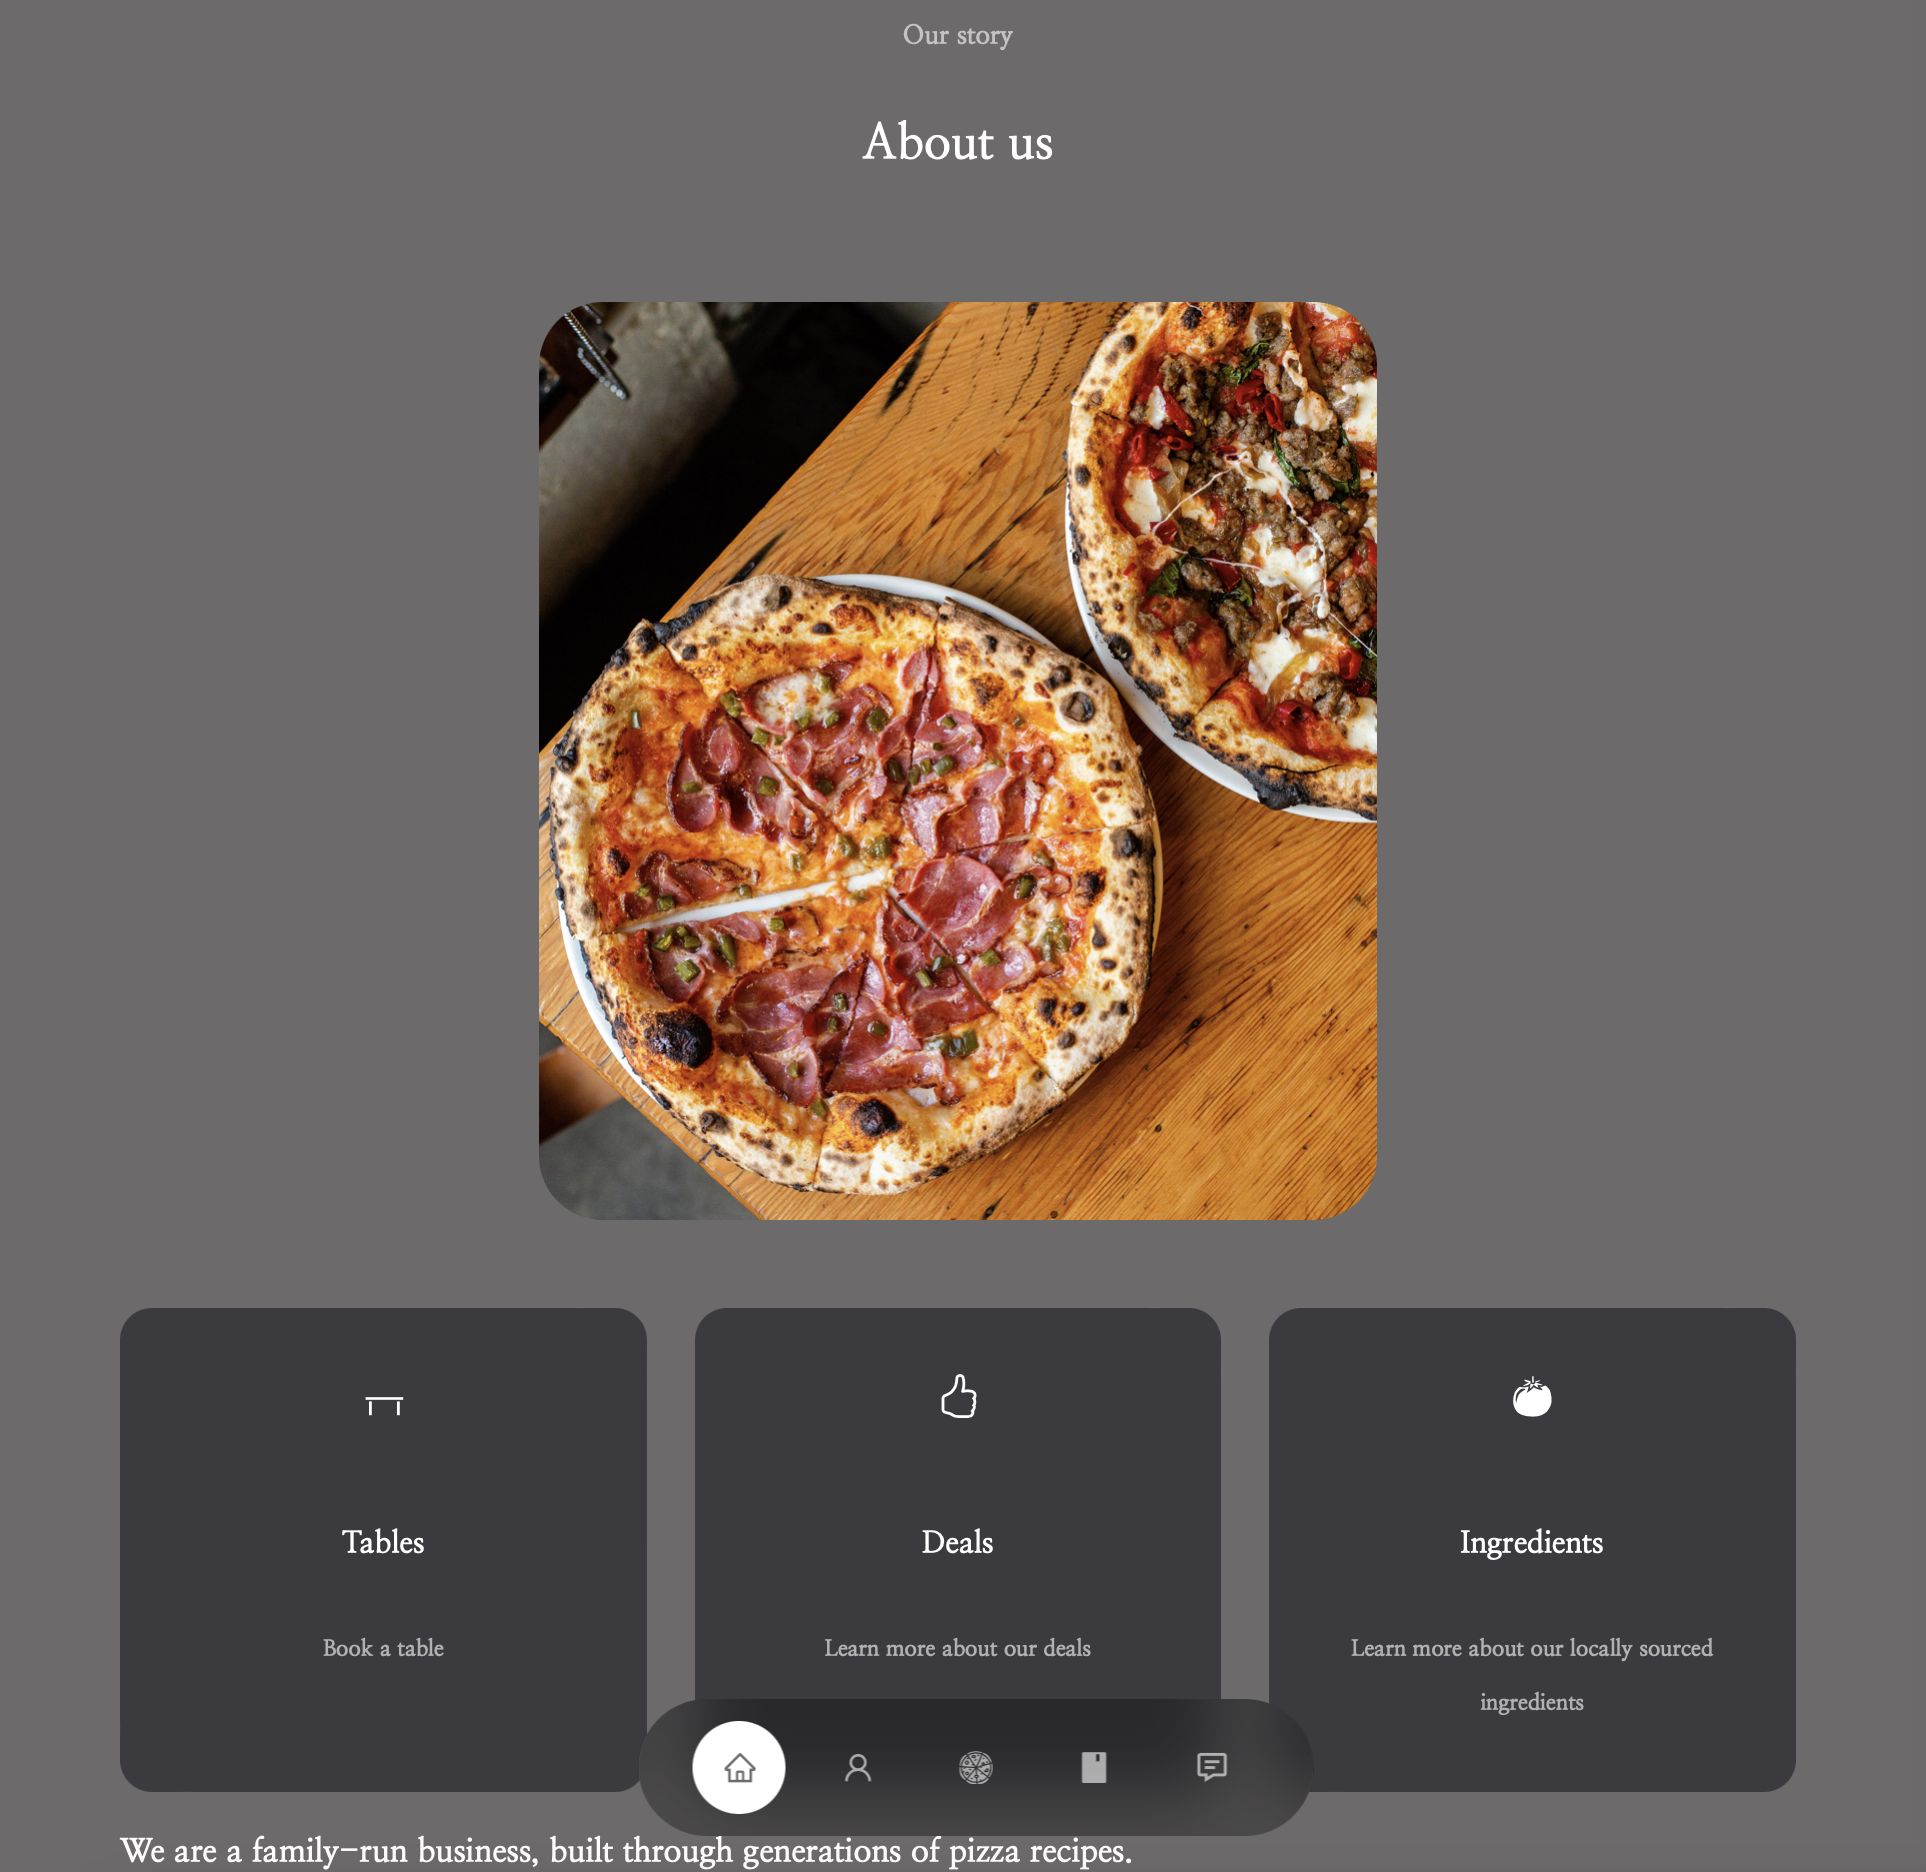 Our story
About us
Tables
Book a table
Deals
Learn more about our deals
Ingredients
Learn more about our locally sourced
ingredients
We are a family-run business, built through generations of pizza recipes.